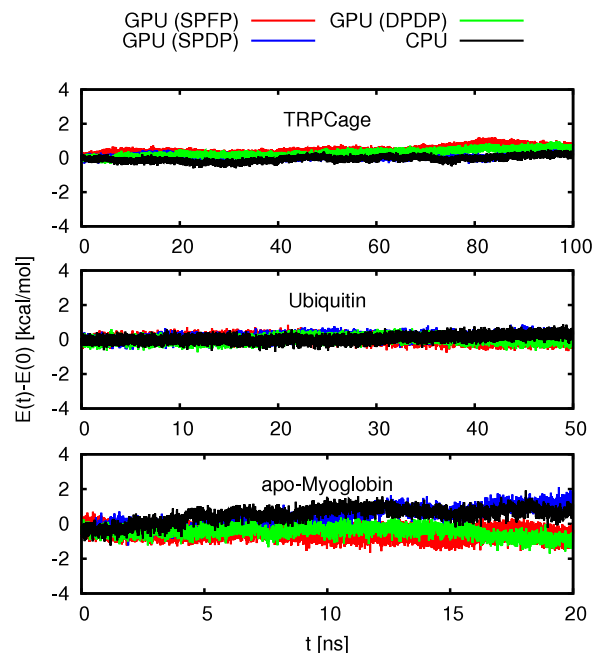 GPU (SPFP) GPU (DPDP)
GPU (SPDP) CPU
TRPCage
4
2
0
-2
-4
0 20 40 60 80 100
Ubiquitin
4
2
0
-2
-4
0 10 20 30 40 50
E(t)-E(0) [kcal/mol]
apo-Myoglobin
4
2
0
-2
-4
0 5 10 15 20
t [ns]